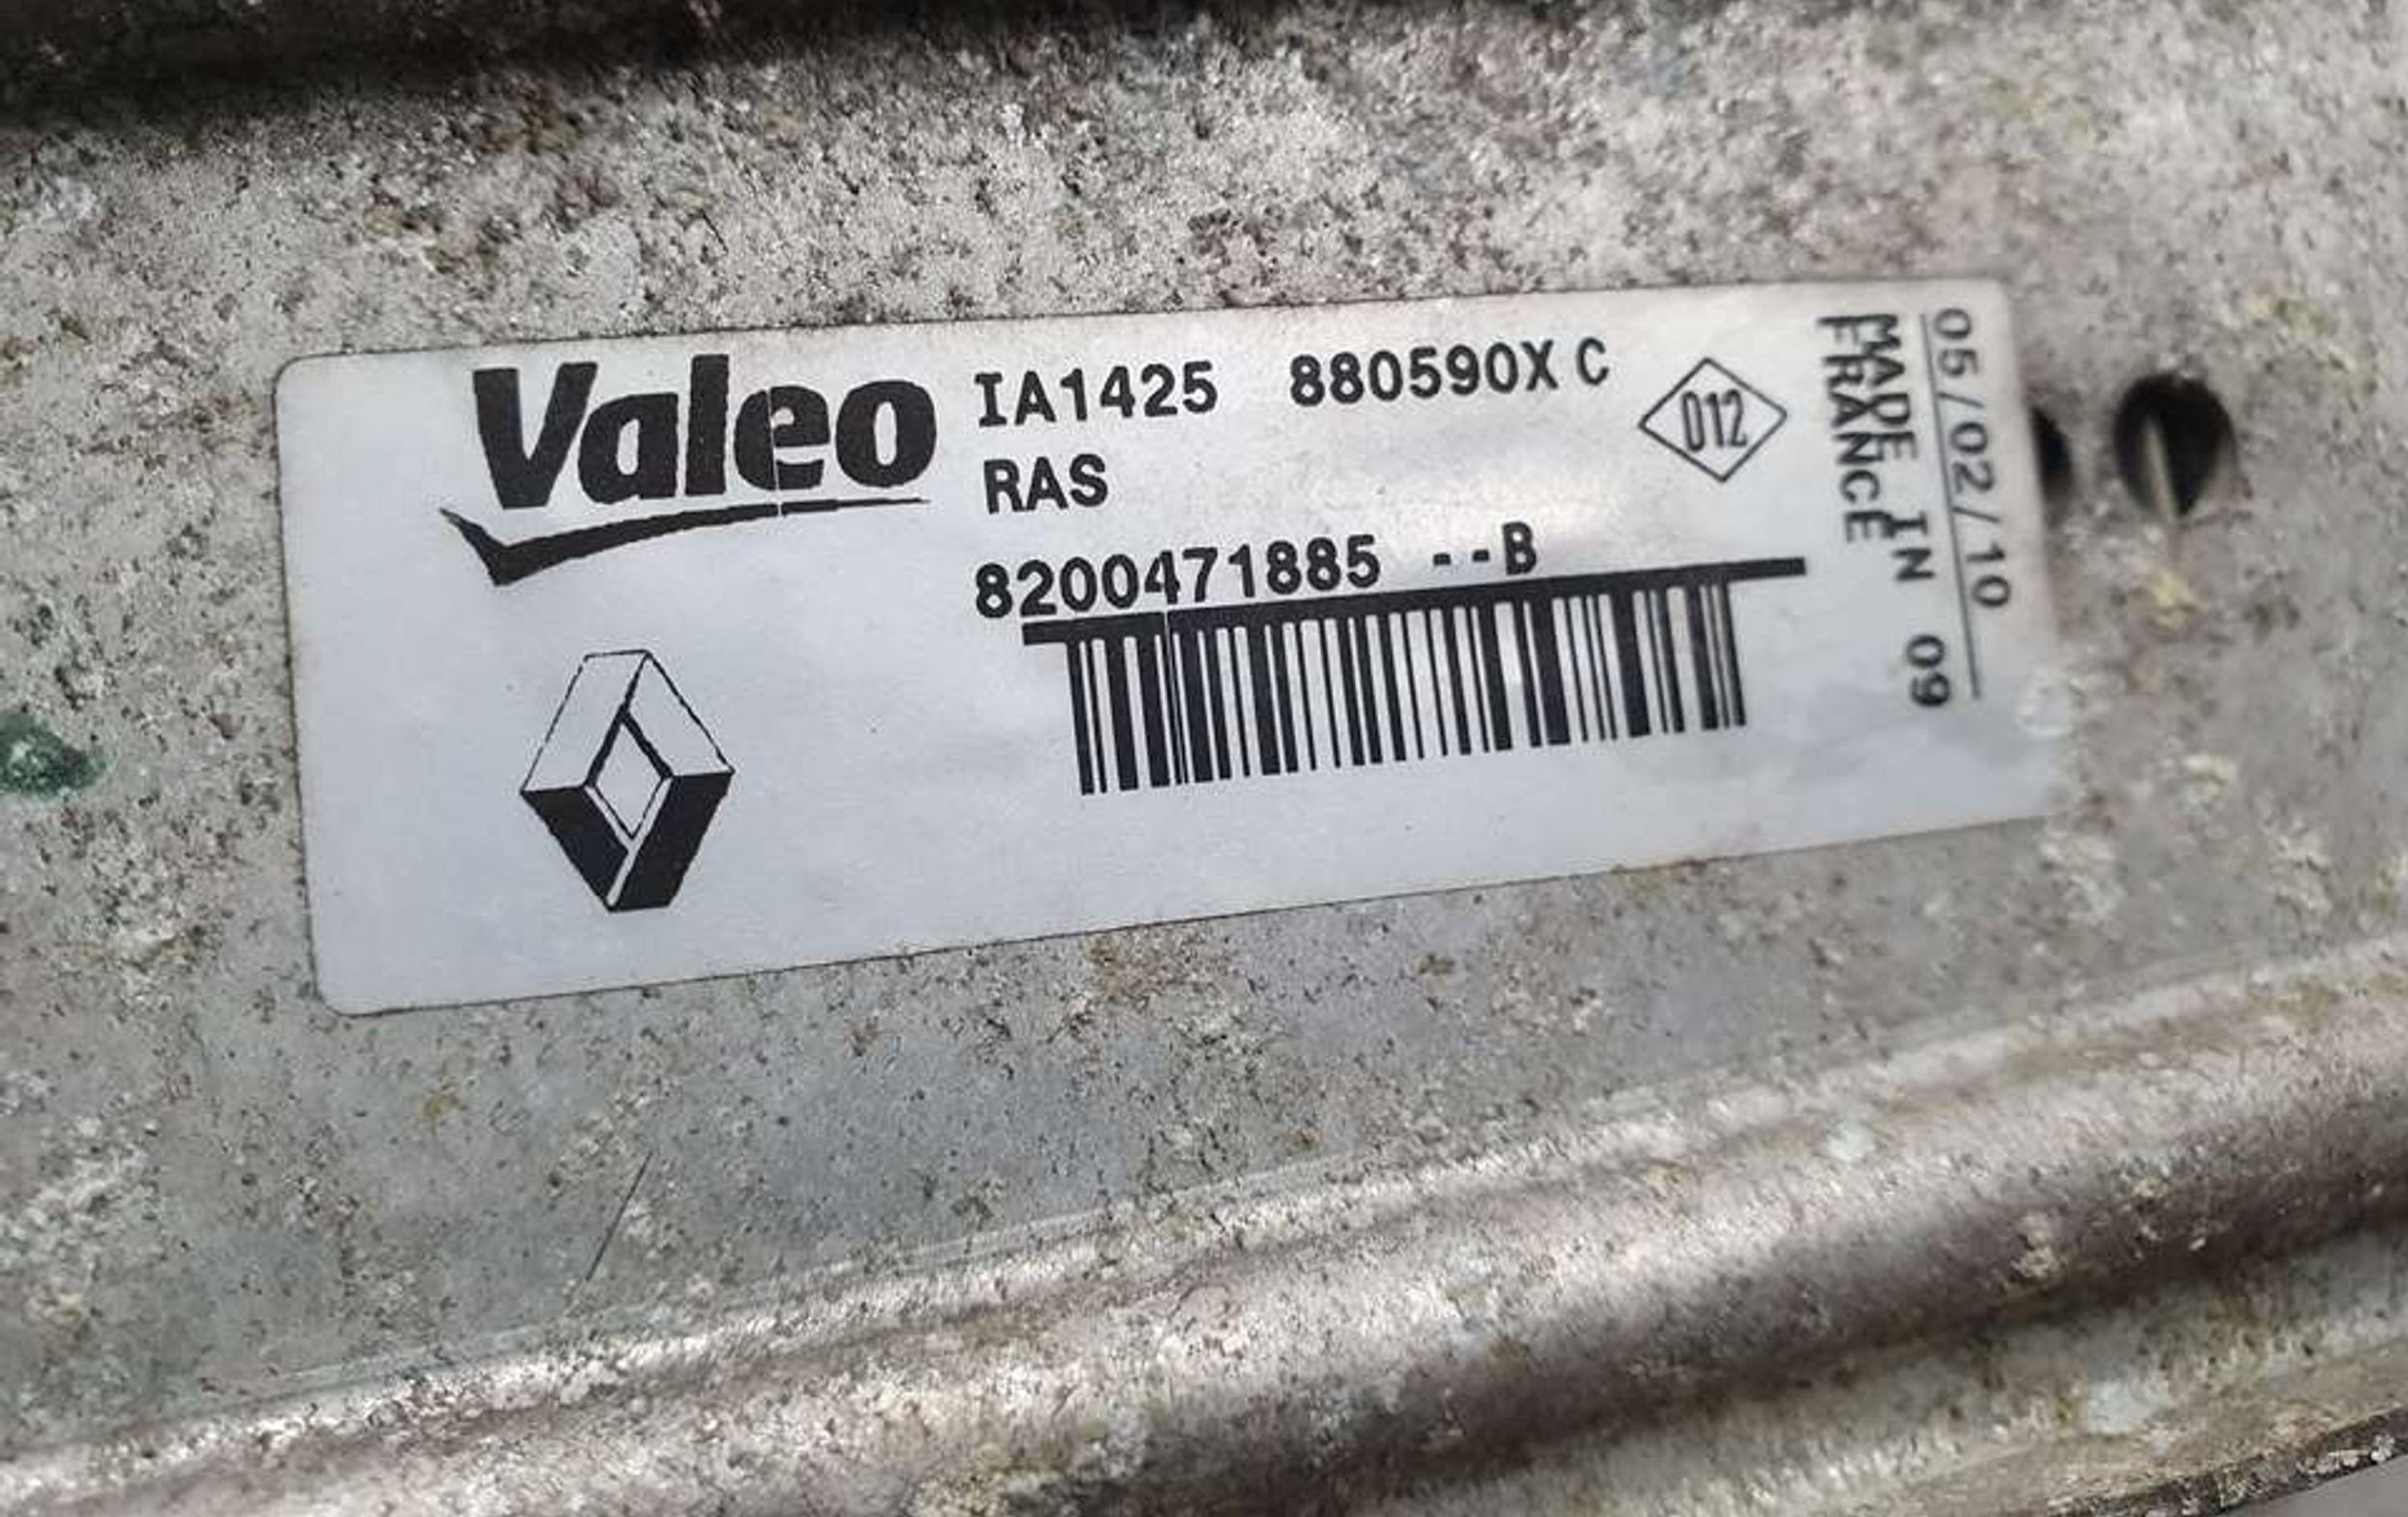 Valeo
IA1425 880590X C
RAS
8200471885 --B
012
05/02/10
MADE IN 09
FRANCE